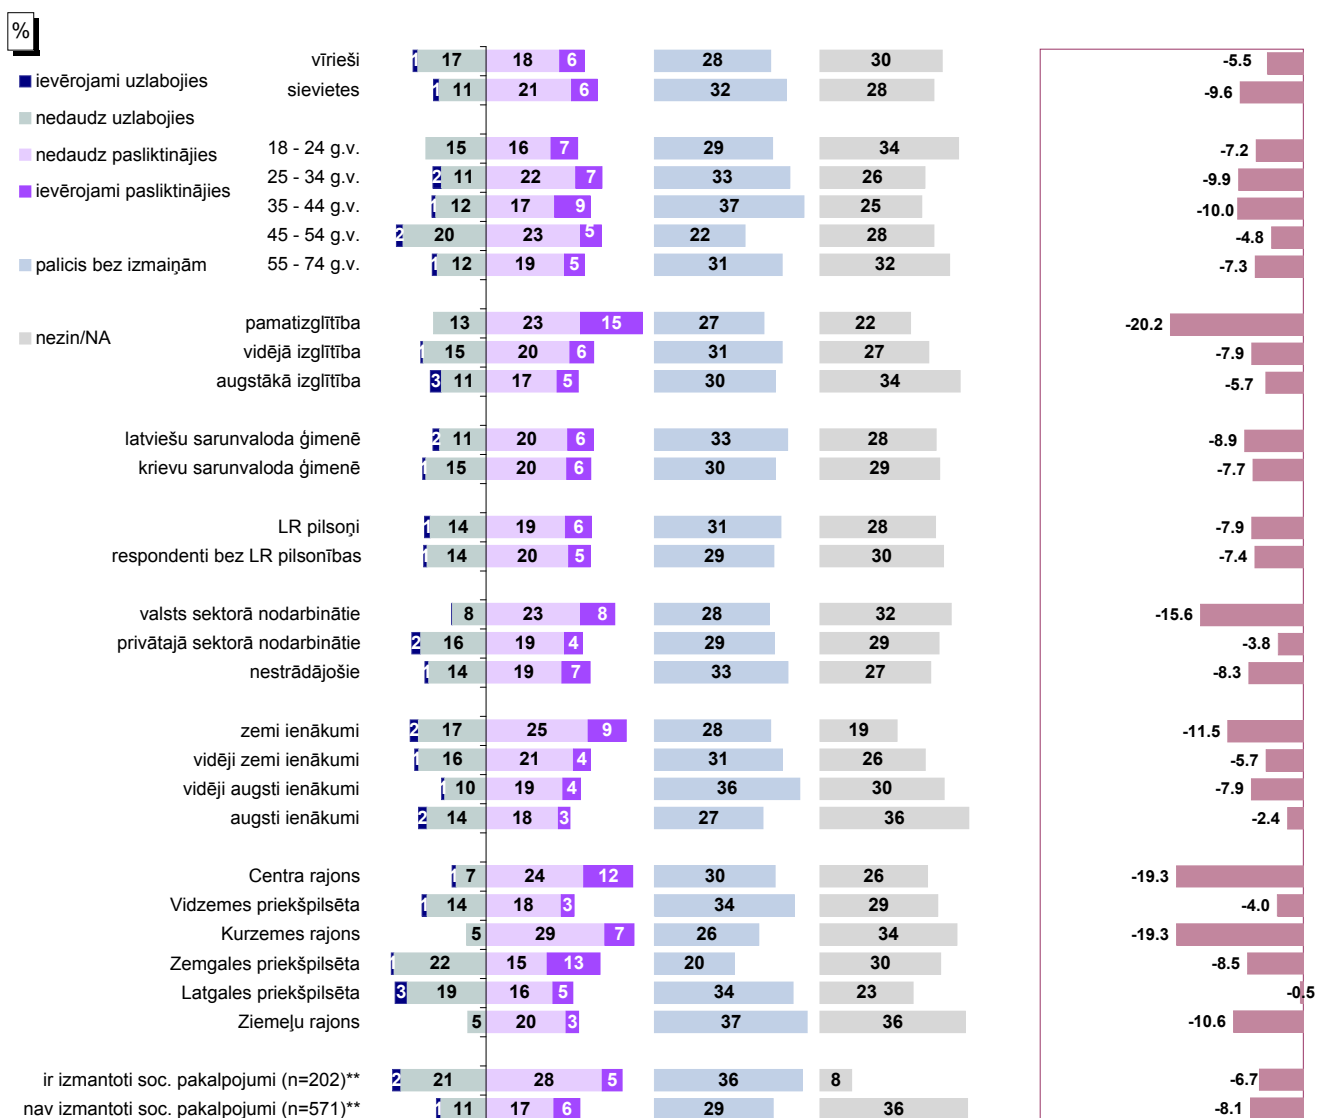 %
ievērojami uzlabojies
nedaudz uzlabojies
nedaudz pasliktinājies
ievērojami pasliktinājies
palicis bez izmaiņām
nezin/NA
vīrieši 1 17 18 6 28 30 -5.5
sievietes 1 11 21 6 32 28 -9.6
18 - 24 g.v. 15 16 7 29 34 -7.2
25 - 34 g.v. 2 11 22 7 33 26 -9.9
35 - 44 g.v. 1 12 17 9 37 25 -10.0
45 - 54 g.v. 2 20 23 5 22 28 -4.8
55 - 74 g.v. 1 12 19 5 31 32 -7.3
pamatizglītība 13 23 15 27 22 -20.2
vidējā izglītība 1 15 20 6 31 27 -7.9
augstākā izglītība 3 11 17 5 30 34 -5.7
latviešu sarunvaloda ģimenē 2 11 20 6 33 28 -8.9
krievu sarunvaloda ģimenē 1 15 20 6 30 29 -7.7
LR pilsoņi 1 14 19 6 31 28 -7.9
respondenti bez LR pilsonības 1 14 20 5 29 30 -7.4
valsts sektorā nodarbinātie 8 23 8 28 32 -15.6
privātajā sektorā nodarbinātie 2 16 19 4 29 29 -3.8
nestrādājošie 1 14 19 7 33 27 -8.3
zemi ienākumi 2 17 25 9 28 19 -11.5
vidēji zemi ienākumi 1 16 21 4 31 26 -5.7
vidēji augsti ienākumi 1 10 19 4 36 30 -7.9
augsti ienākumi 2 14 18 3 27 36 -2.4
Centra rajons 1 7 24 12 30 26 -19.3
Vidzemes priekšpilsēta 1 14 18 3 34 29 -4.0
Kurzemes rajons 5 29 7 26 34 -19.3
Zemgales priekšpilsēta 1 22 15 13 20 30 -8.5
Latgales priekšpilsēta 3 19 16 5 34 23 -0.5
Ziemeļu rajons 5 20 3 37 36 -10.6
ir izmantoti soc. pakalpojumi (n=202)** 2 21 28 5 36 8 -6.7
nav izmantoti soc. pakalpojumi (n=571)** 1 11 17 6 29 36 -8.1